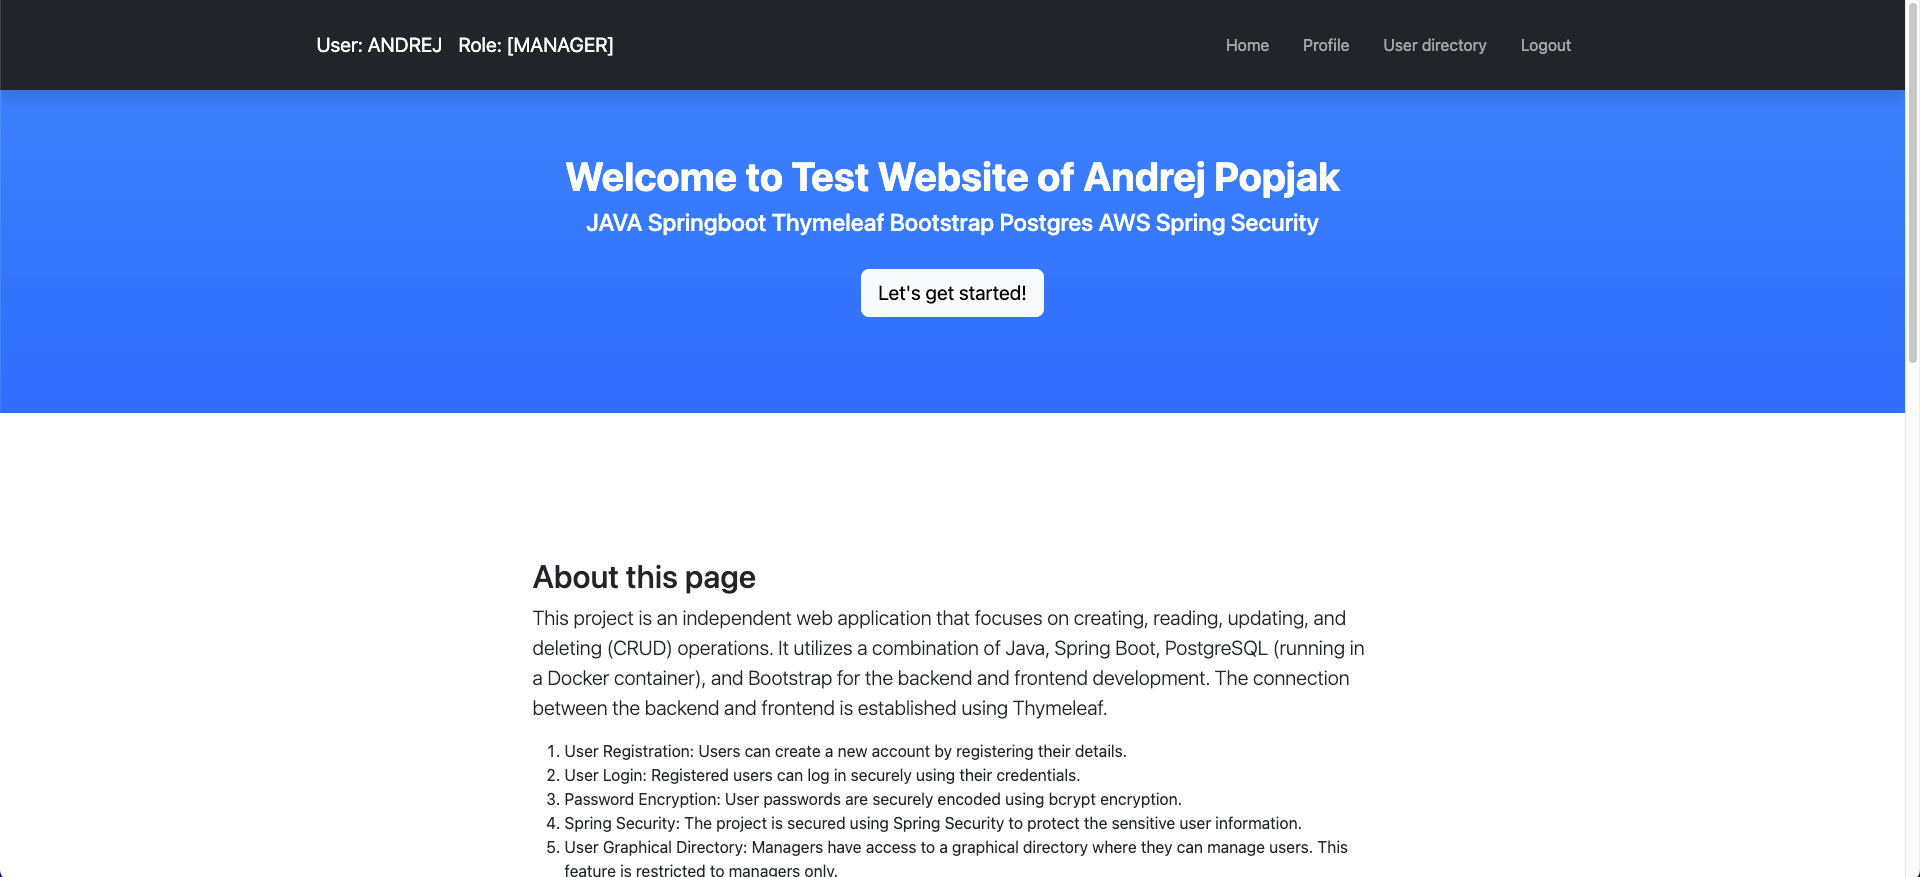 User: ANDREJ Role: [MANAGER]
Home Profile User directory Logout
Welcome to Test Website of Andrej Popjak
JAVA Springboot Thymeleaf Bootstrap Postgres AWS Spring Security
Let's get started!
About this page
This project is an independent web application that focuses on creating, reading, updating, and
deleting (CRUD) operations. It utilizes a combination of Java, Spring Boot, PostgreSQL (running in
a Docker container), and Bootstrap for the backend and frontend development. The connection
between the backend and frontend is established using Thymeleaf.
1. User Registration: Users can create a new account by registering their details.
2. User Login: Registered users can log in securely using their credentials.
3. Password Encryption: User passwords are securely encoded using bcrypt encryption.
4. Spring Security: The project is secured using Spring Security to protect the sensitive user information.
5. User Graphical Directory: Managers have access to a graphical directory where they can manage users. This
feature is restricted to managers only.